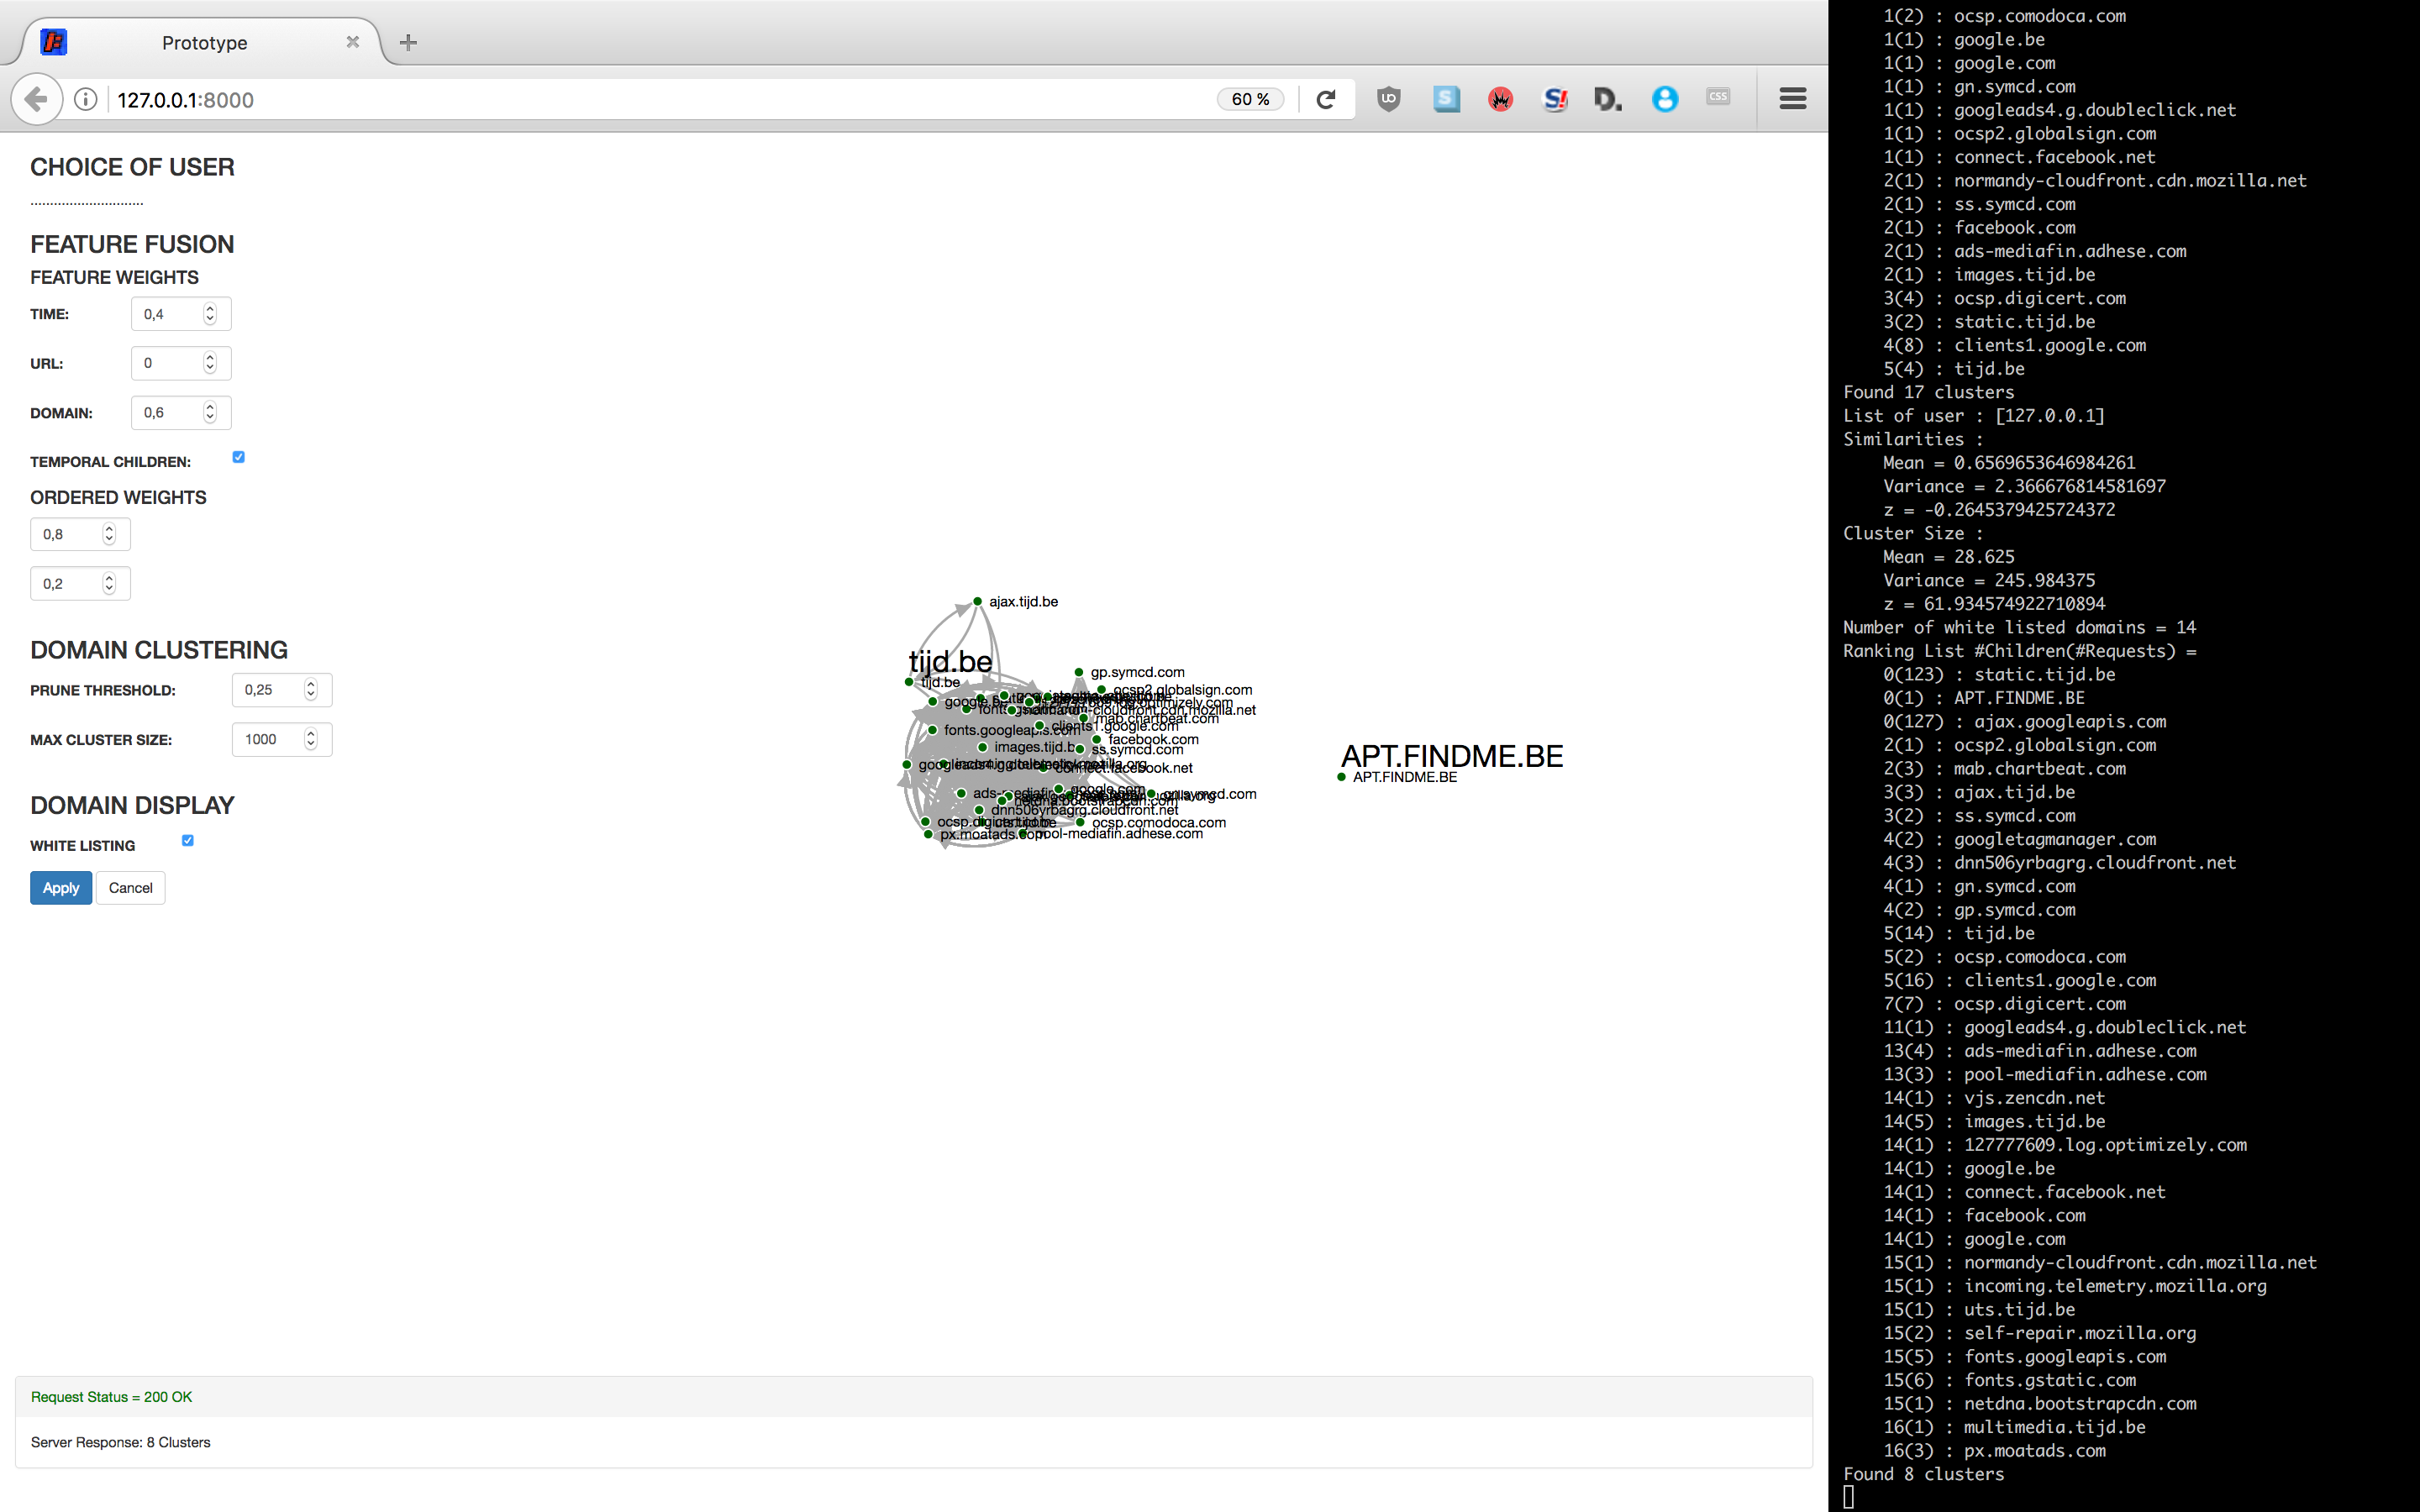 Prototype
127.0.0.1:8000
60 %
CSS
CHOICE OF USER
.............................
FEATURE FUSION
FEATURE WEIGHTS
TIME: 0,4
URL: 0
DOMAIN: 0,6
TEMPORAL CHILDREN:
ORDERED WEIGHTS
0,8
0,2
DOMAIN CLUSTERING
PRUNE THRESHOLD: 0,25
MAX CLUSTER SIZE: 1000
DOMAIN DISPLAY
WHITE LISTING
Apply Cancel
ajax.tijd.be
tijd.be
tijd.be
gp.symcd.com
ocsp2.globalsign.com
normandy-cloudfront.cdn.mozilla.net
mab.chartbeat.com
clients1.google.com
fonts.googleapis.com
facebook.com
images.tijd.be
ss.symcd.com
connect.facebook.net
google.com
gn.symcd.com
netdna.bootstrapcdn.com
dnn506yrbagrg.cloudfront.net
ocsp.digicert.com
uts.tijd.be
ocsp.comodoca.com
px.moatads.com
pool-mediafin.adhese.com
APT.FINDME.BE
APT.FINDME.BE
Request Status = 200 OK
Server Response: 8 Clusters
1(2) : ocsp.comodoca.com
1(1) : google.be
1(1) : google.com
1(1) : gn.symcd.com
1(1) : googleads4.g.doubleclick.net
1(1) : ocsp2.globalsign.com
1(1) : connect.facebook.net
2(1) : normandy-cloudfront.cdn.mozilla.net
2(1) : ss.symcd.com
2(1) : facebook.com
2(1) : ads-mediafin.adhese.com
2(1) : images.tijd.be
3(4) : ocsp.digicert.com
3(2) : static.tijd.be
4(8) : clients1.google.com
5(4) : tijd.be
Found 17 clusters
List of user : [127.0.0.1]
Similarities :
Mean = 0.6569653646984261
Variance = 2.366676814581697
z = -0.2645379425724372
Cluster Size :
Mean = 28.625
Variance = 245.984375
z = 61.934574922710894
Number of white listed domains = 14
Ranking List #Children(#Requests) =
0(123) : static.tijd.be
0(1) : APT.FINDME.BE
0(127) : ajax.googleapis.com
2(1) : ocsp2.globalsign.com
2(3) : mab.chartbeat.com
3(3) : ajax.tijd.be
3(2) : ss.symcd.com
4(2) : googletagmanager.com
4(3) : dnn506yrbagrg.cloudfront.net
4(1) : gn.symcd.com
4(2) : gp.symcd.com
5(14) : tijd.be
5(2) : ocsp.comodoca.com
5(16) : clients1.google.com
7(7) : ocsp.digicert.com
11(1) : googleads4.g.doubleclick.net
13(4) : ads-mediafin.adhese.com
13(3) : pool-mediafin.adhese.com
14(1) : vjs.zencdn.net
14(5) : images.tijd.be
14(1) : 127777609.log.optimizely.com
14(1) : google.be
14(1) : connect.facebook.net
14(1) : facebook.com
14(1) : google.com
15(1) : normandy-cloudfront.cdn.mozilla.net
15(1) : incoming.telemetry.mozilla.org
15(1) : uts.tijd.be
15(2) : self-repair.mozilla.org
15(5) : fonts.googleapis.com
15(6) : fonts.gstatic.com
15(1) : netdna.bootstrapcdn.com
16(1) : multimedia.tijd.be
16(3) : px.moatads.com
Found 8 clusters